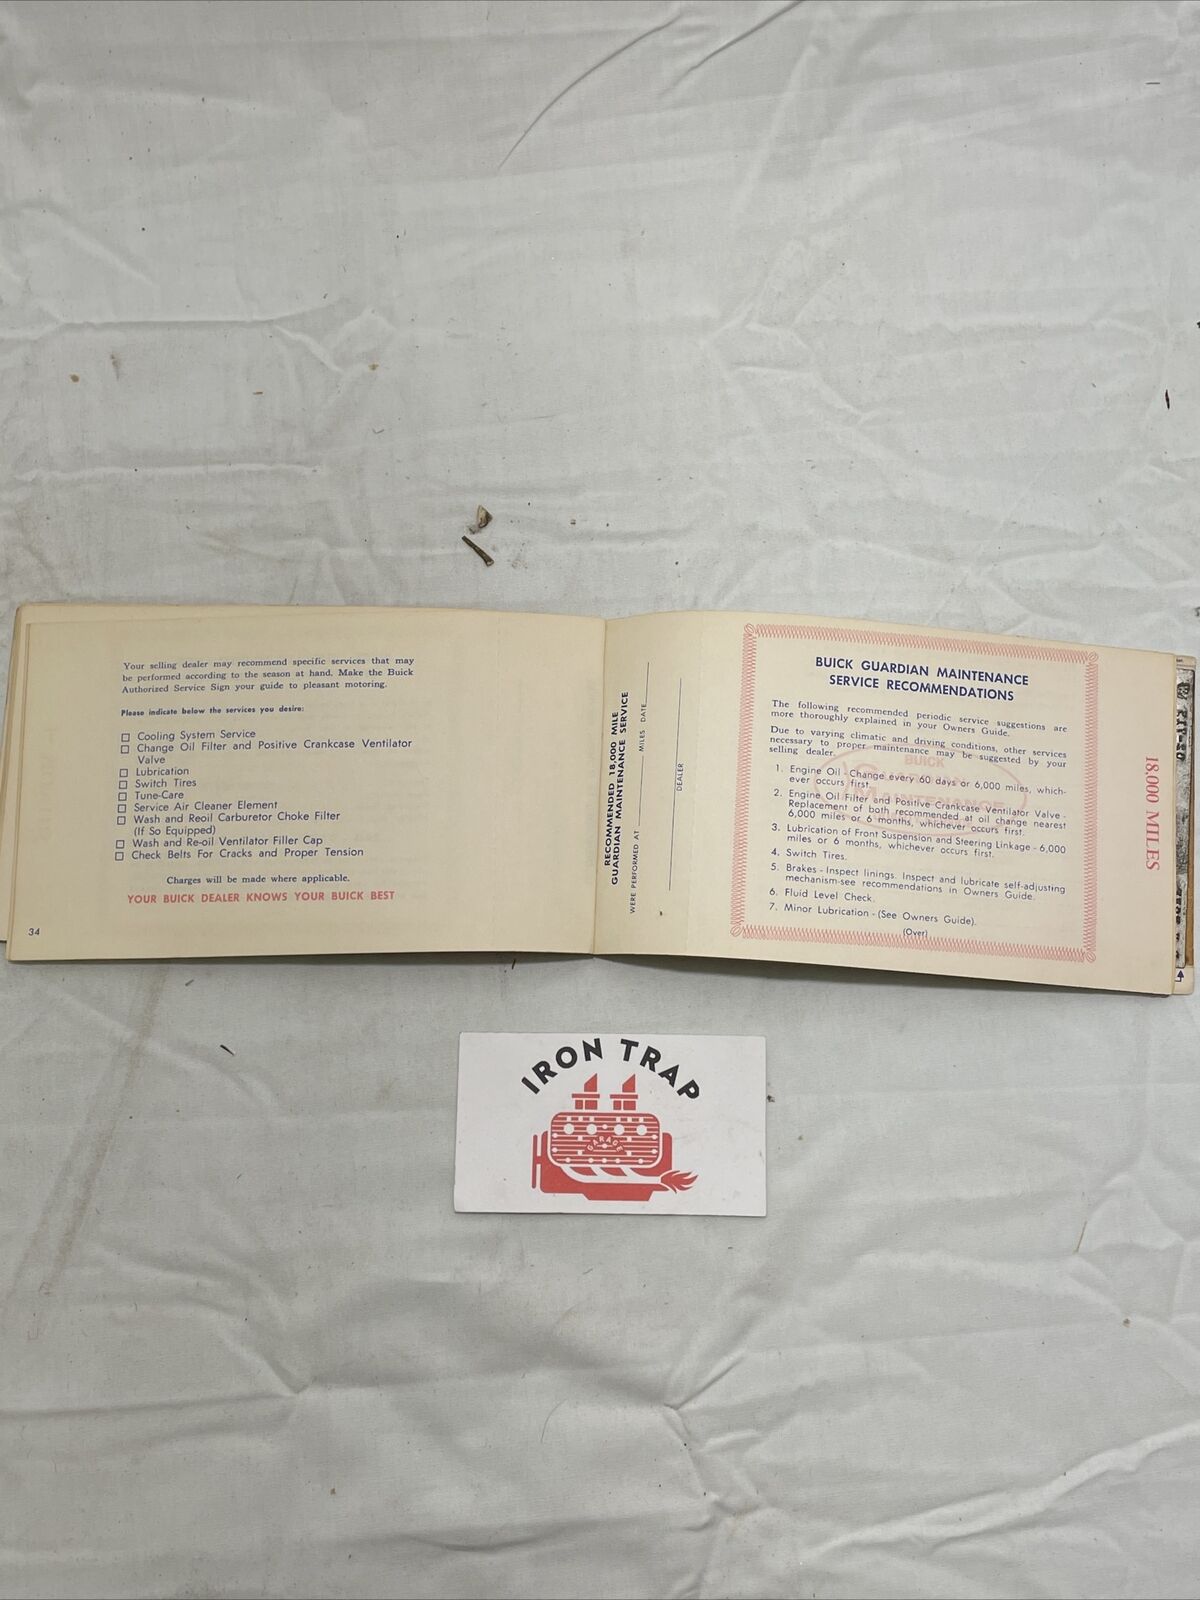 Your selling dealer may recommend specific services that may
be performed according to the season at hand. Make the Buick
Authorized Service Sign your guide to pleasant motoring.
Please indicate below the services you desire:
☐ Cooling System Service
☐ Change Oil Filter and Positive Crankcase Ventilator
Valve
☐ Lubrication
☐ Switch Tires
☐ Tune-Care
☐ Service Air Cleaner Element
☐ Wash and Reoil Carburetor Choke Filter
(If So Equipped)
☐ Wash and Re-oil Ventilator Filler Cap
☐ Check Belts For Cracks and Proper Tension
Charges will be made where applicable.
YOUR BUICK DEALER KNOWS YOUR BUICK BEST
34
RECOMMENDED 18,000 MILE
GUARDIAN MAINTENANCE SERVICE
WERE PERFORMED AT MILES DATE
DEALER
BUICK GUARDIAN MAINTENANCE
SERVICE RECOMMENDATIONS
The following recommended periodic service suggestions are
more thoroughly explained in your Owners Guide.
Due to varying climatic and driving conditions, other services
necessary to proper maintenance may be suggested by your
selling dealer.
BUICK
GUARDIAN
MAINTENANCE
1. Engine Oil - Change every 60 days or 6,000 miles, which-
ever occurs first.
2. Engine Oil Filter and Positive Crankcase Ventilator Valve -
Replacement of both recommended at oil change nearest
6,000 miles or 6 months, whichever occurs first.
3. Lubrication of Front Suspension and Steering Linkage - 6,000
miles or 6 months, whichever occurs first.
4. Switch Tires.
5. Brakes - Inspect linings. Inspect and lubricate self-adjusting
mechanism-see recommendations in Owners Guide.
6. Fluid Level Check.
7. Minor Lubrication - (See Owners Guide).
(Over)
18,000 MILES
IRON TRAP
GARAGE